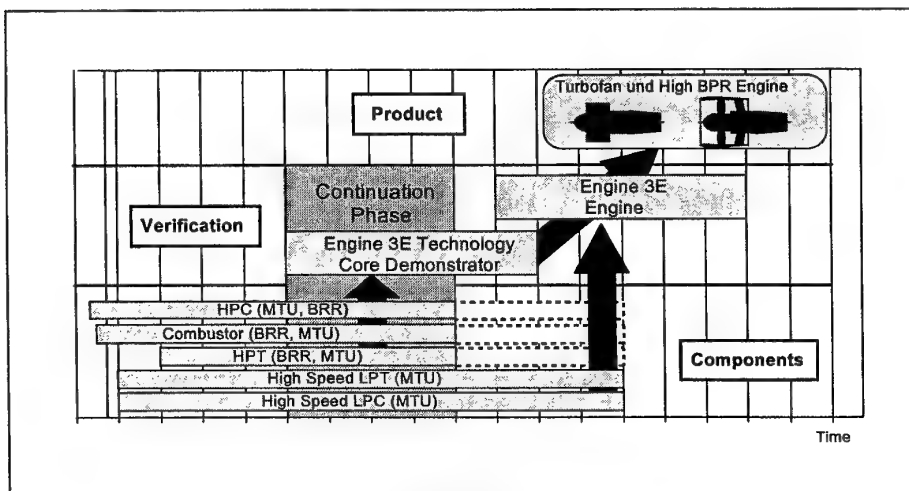 Turbofan und High BPR Engine
Product
Continuation
Phase
Engine 3E
Engine
Verification
Engine 3E Technology
Core Demonstrator
HPC (MTU, BRR)
Combustor (BRR, MTU)
HPT (BRR, MTU)
Components
High Speed LPT (MTU)
High Speed LPC (MTU)
Time